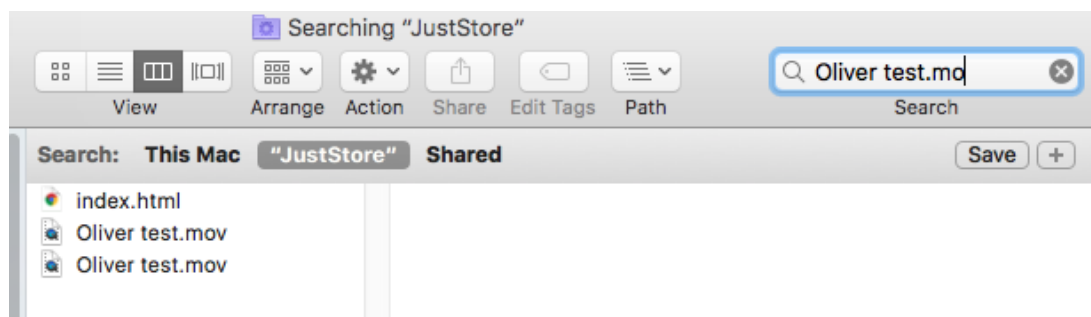 Searching “JustStore”
Oliver test.mo
View Arrange Action Share Edit Tags Path Search
Search: This Mac “JustStore” Shared Save +
index.html
Oliver test.mov
Oliver test.mov